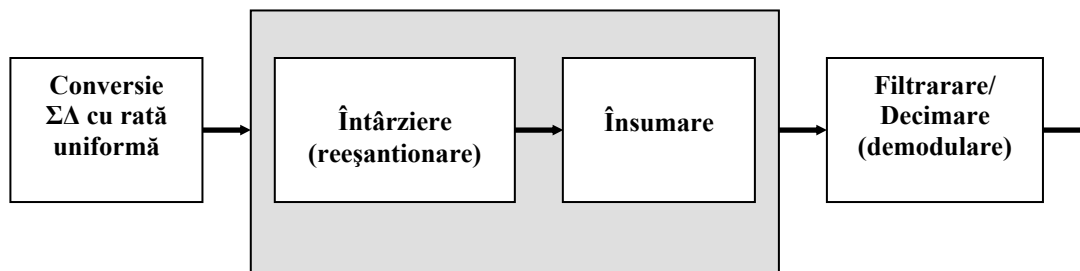 Conversie
ΣΔ cu rată
uniformă
Întârziere
(reeşantionare)
Însumare
Filtrarare/
Decimare
(demodulare)